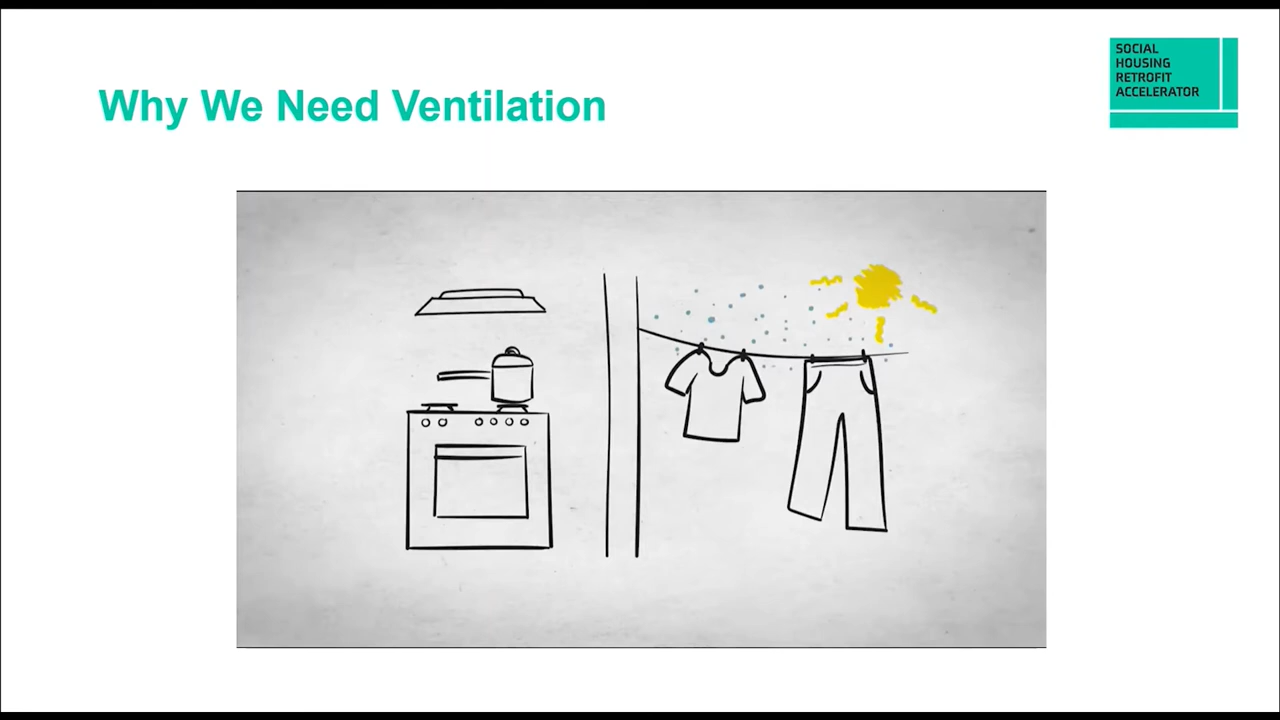 Why We Need Ventilation
SOCIAL
HOUSING
RETROFIT
ACCELERATOR